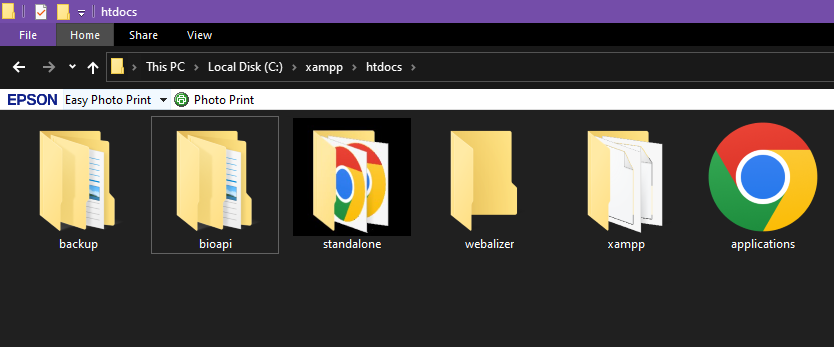 htdocs
File Home Share View
This PC Local Disk (C:) xampp htdocs
EPSON Easy Photo Print Photo Print
backup bioapi standalone webalizer xampp applications